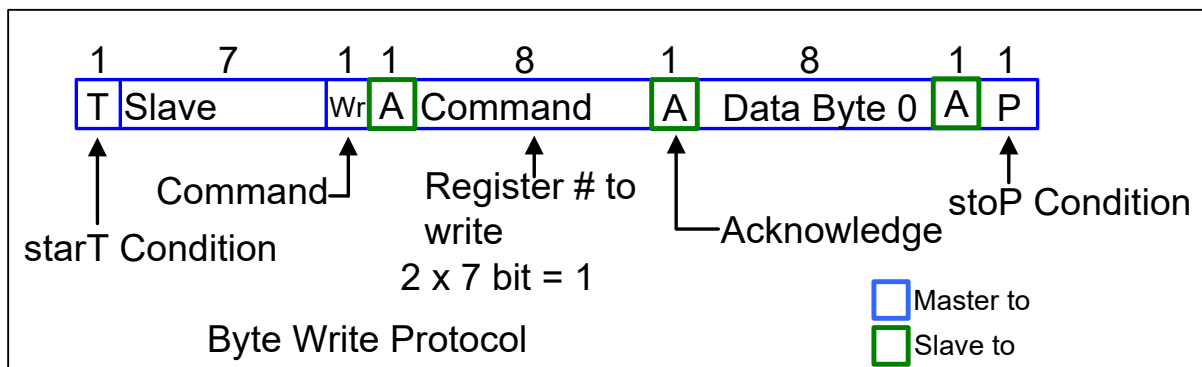 1 7 1 1 8 1 8 1 1
T Slave Wr A Command A Data Byte 0 A P
Command
Register # to
write
2 x 7 bit = 1
Acknowledge
stoP Condition
starT Condition
Byte Write Protocol
Master to
Slave to